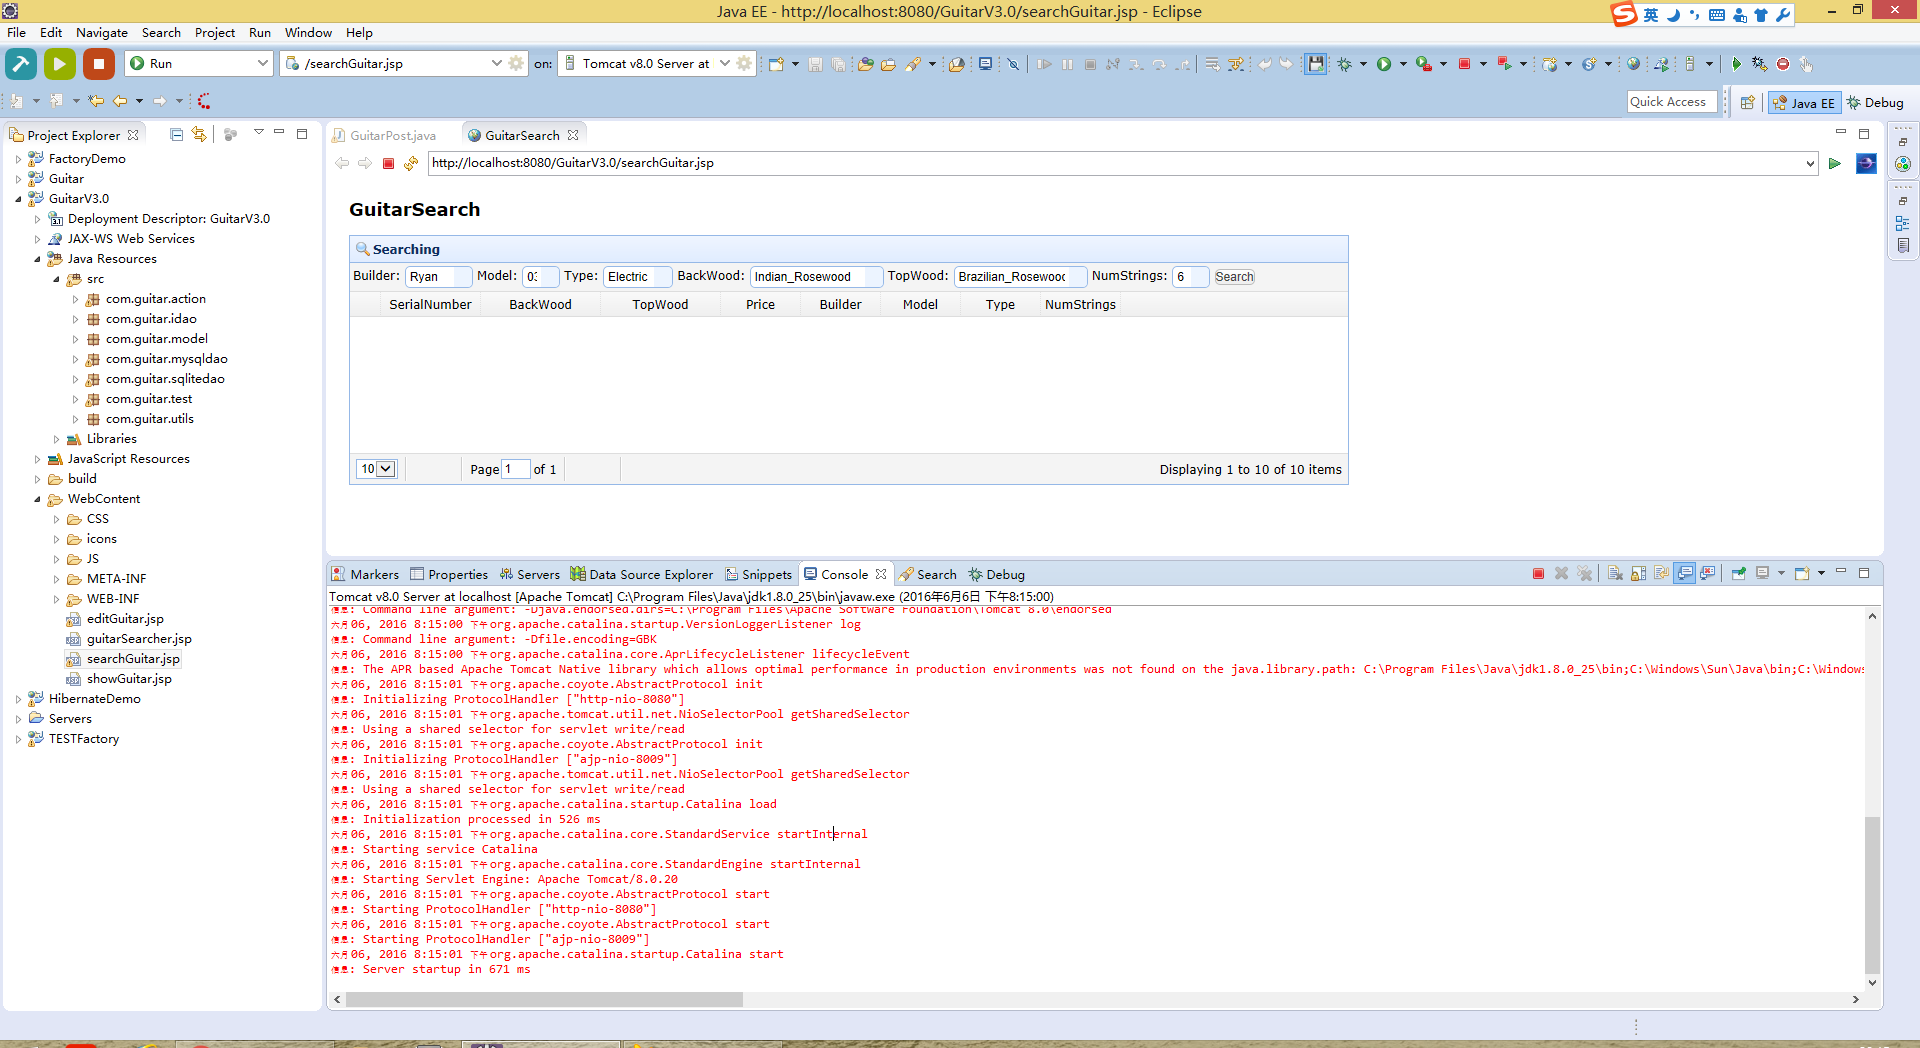 Java EE - http://localhost:8080/GuitarV3.0/searchGuitar.jsp - Eclipse
英
File Edit Navigate Search Project Run Window Help
Run
/searchGuitar.jsp
on:
Tomcat v8.0 Server at
Quick Access
Java EE
Debug
Project Explorer
FactoryDemo
Guitar
GuitarV3.0
Deployment Descriptor: GuitarV3.0
JAX-WS Web Services
Java Resources
src
com.guitar.action
com.guitar.idao
com.guitar.model
com.guitar.mysqldao
com.guitar.sqlitedao
com.guitar.test
com.guitar.utils
Libraries
JavaScript Resources
build
WebContent
CSS
icons
JS
META-INF
WEB-INF
editGuitar.jsp
guitarSearcher.jsp
searchGuitar.jsp
showGuitar.jsp
HibernateDemo
Servers
TESTFactory
GuitarPost.java
GuitarSearch
http://localhost:8080/GuitarV3.0/searchGuitar.jsp
GuitarSearch
Searching
Builder: Ryan Model: 03 Type: Electric BackWood: Indian_Rosewood TopWood: Brazilian_Rosewood NumStrings: 6 Search
SerialNumber BackWood TopWood Price Builder Model Type NumStrings
10 Page 1 of 1 Displaying 1 to 10 of 10 items
Markers Properties Servers Data Source Explorer Snippets Console Search Debug
Tomcat v8.0 Server at localhost [Apache Tomcat] C:\Program Files\Java\jdk1.8.0_25\bin\javaw.exe (2016年6月6日 下午8:15:00)
信息: Command line argument: -Djava.endorsed.dirs=C:\Program Files\Apache Software Foundation\Tomcat 8.0\endorsed
六月 06, 2016 8:15:00 下午 org.apache.catalina.startup.VersionLoggerListener log
信息: Command line argument: -Dfile.encoding=GBK
六月 06, 2016 8:15:00 下午 org.apache.catalina.core.AprLifecycleListener lifecycleEvent
信息: The APR based Apache Tomcat Native library which allows optimal performance in production environments was not found on the java.library.path: C:\Program Files\Java\jdk1.8.0_25\bin;C:\Windows\Sun\Java\bin;C:\Windows
六月 06, 2016 8:15:01 下午 org.apache.coyote.AbstractProtocol init
信息: Initializing ProtocolHandler ["http-nio-8080"]
六月 06, 2016 8:15:01 下午 org.apache.tomcat.util.net.NioSelectorPool getSharedSelector
信息: Using a shared selector for servlet write/read
六月 06, 2016 8:15:01 下午 org.apache.coyote.AbstractProtocol init
信息: Initializing ProtocolHandler ["ajp-nio-8009"]
六月 06, 2016 8:15:01 下午 org.apache.tomcat.util.net.NioSelectorPool getSharedSelector
信息: Using a shared selector for servlet write/read
六月 06, 2016 8:15:01 下午 org.apache.catalina.startup.Catalina load
信息: Initialization processed in 526 ms
六月 06, 2016 8:15:01 下午 org.apache.catalina.core.StandardService startInternal
信息: Starting service Catalina
六月 06, 2016 8:15:01 下午 org.apache.catalina.core.StandardEngine startInternal
信息: Starting Servlet Engine: Apache Tomcat/8.0.20
六月 06, 2016 8:15:01 下午 org.apache.coyote.AbstractProtocol start
信息: Starting ProtocolHandler ["http-nio-8080"]
六月 06, 2016 8:15:01 下午 org.apache.coyote.AbstractProtocol start
信息: Starting ProtocolHandler ["ajp-nio-8009"]
六月 06, 2016 8:15:01 下午 org.apache.catalina.startup.Catalina start
信息: Server startup in 671 ms